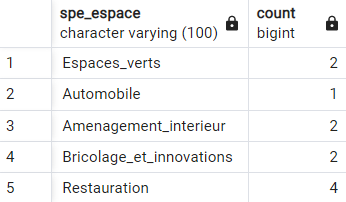 spe_espace count
character varying (100) bigint
1 Espaces_verts 2
2 Automobile 1
3 Amenagement_interieur 2
4 Bricolage_et_innovations 2
5 Restauration 4